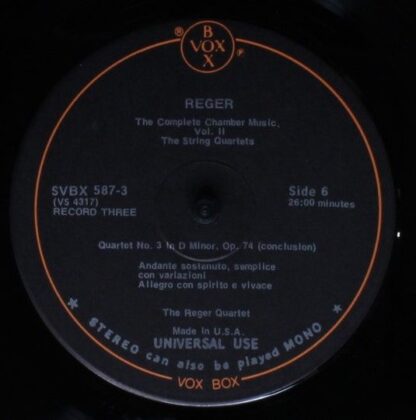 B
® VOX ℗
X
REGER
The Complete Chamber Music,
Vol. II
The String Quartets
SVBX 587-3
(VS 4317)
RECORD THREE
Side 6
26:00 minutes
Quartet No. 3 in D Minor, Op. 74 (conclusion)
Andante sostenuto, semplice
con variazioni
Allegro con spirito e vivace
The Reger Quartet
Made in U.S.A.
UNIVERSAL USE
★ STEREO can also be played MONO ★
VOX BOX